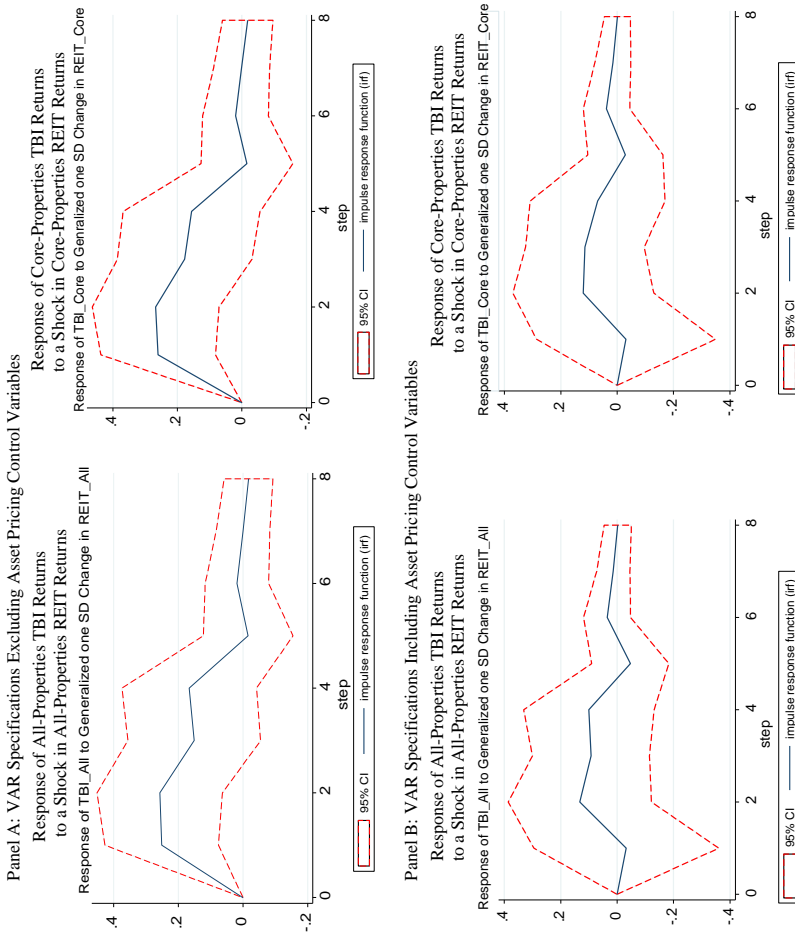 Panel A: VAR Specifications Excluding Asset Pricing Control Variables
Response of All-Properties TBI Returns
to a Shock in All-Properties REIT Returns
Response of TBI_All to Generalized one SD Change in REIT_All
.4
.2
0
-.2
0
2
4
6
8
step
95% CI
impulse response function (irf)
Response of Core-Properties TBI Returns
to a Shock in Core-Properties REIT Returns
Response of TBI_Core to Genralized one SD Change in REIT_Core
.4
.2
0
-.2
0
2
4
6
8
step
95% CI
impulse response function (irf)
Panel B: VAR Specifications Including Asset Pricing Control Variables
Response of All-Properties TBI Returns
to a Shock in All-Properties REIT Returns
Response of TBI_All to Generalized one SD Change in REIT_All
.4
.2
0
-.2
-.4
0
2
4
6
8
step
95% CI
impulse response function (irf)
Response of Core-Properties TBI Returns
to a Shock in Core-Properties REIT Returns
Response of TBI_Core to Generalized one SD Change in REIT_Core
.4
.2
0
-.2
-.4
0
2
4
6
8
step
95% CI
impulse response function (irf)